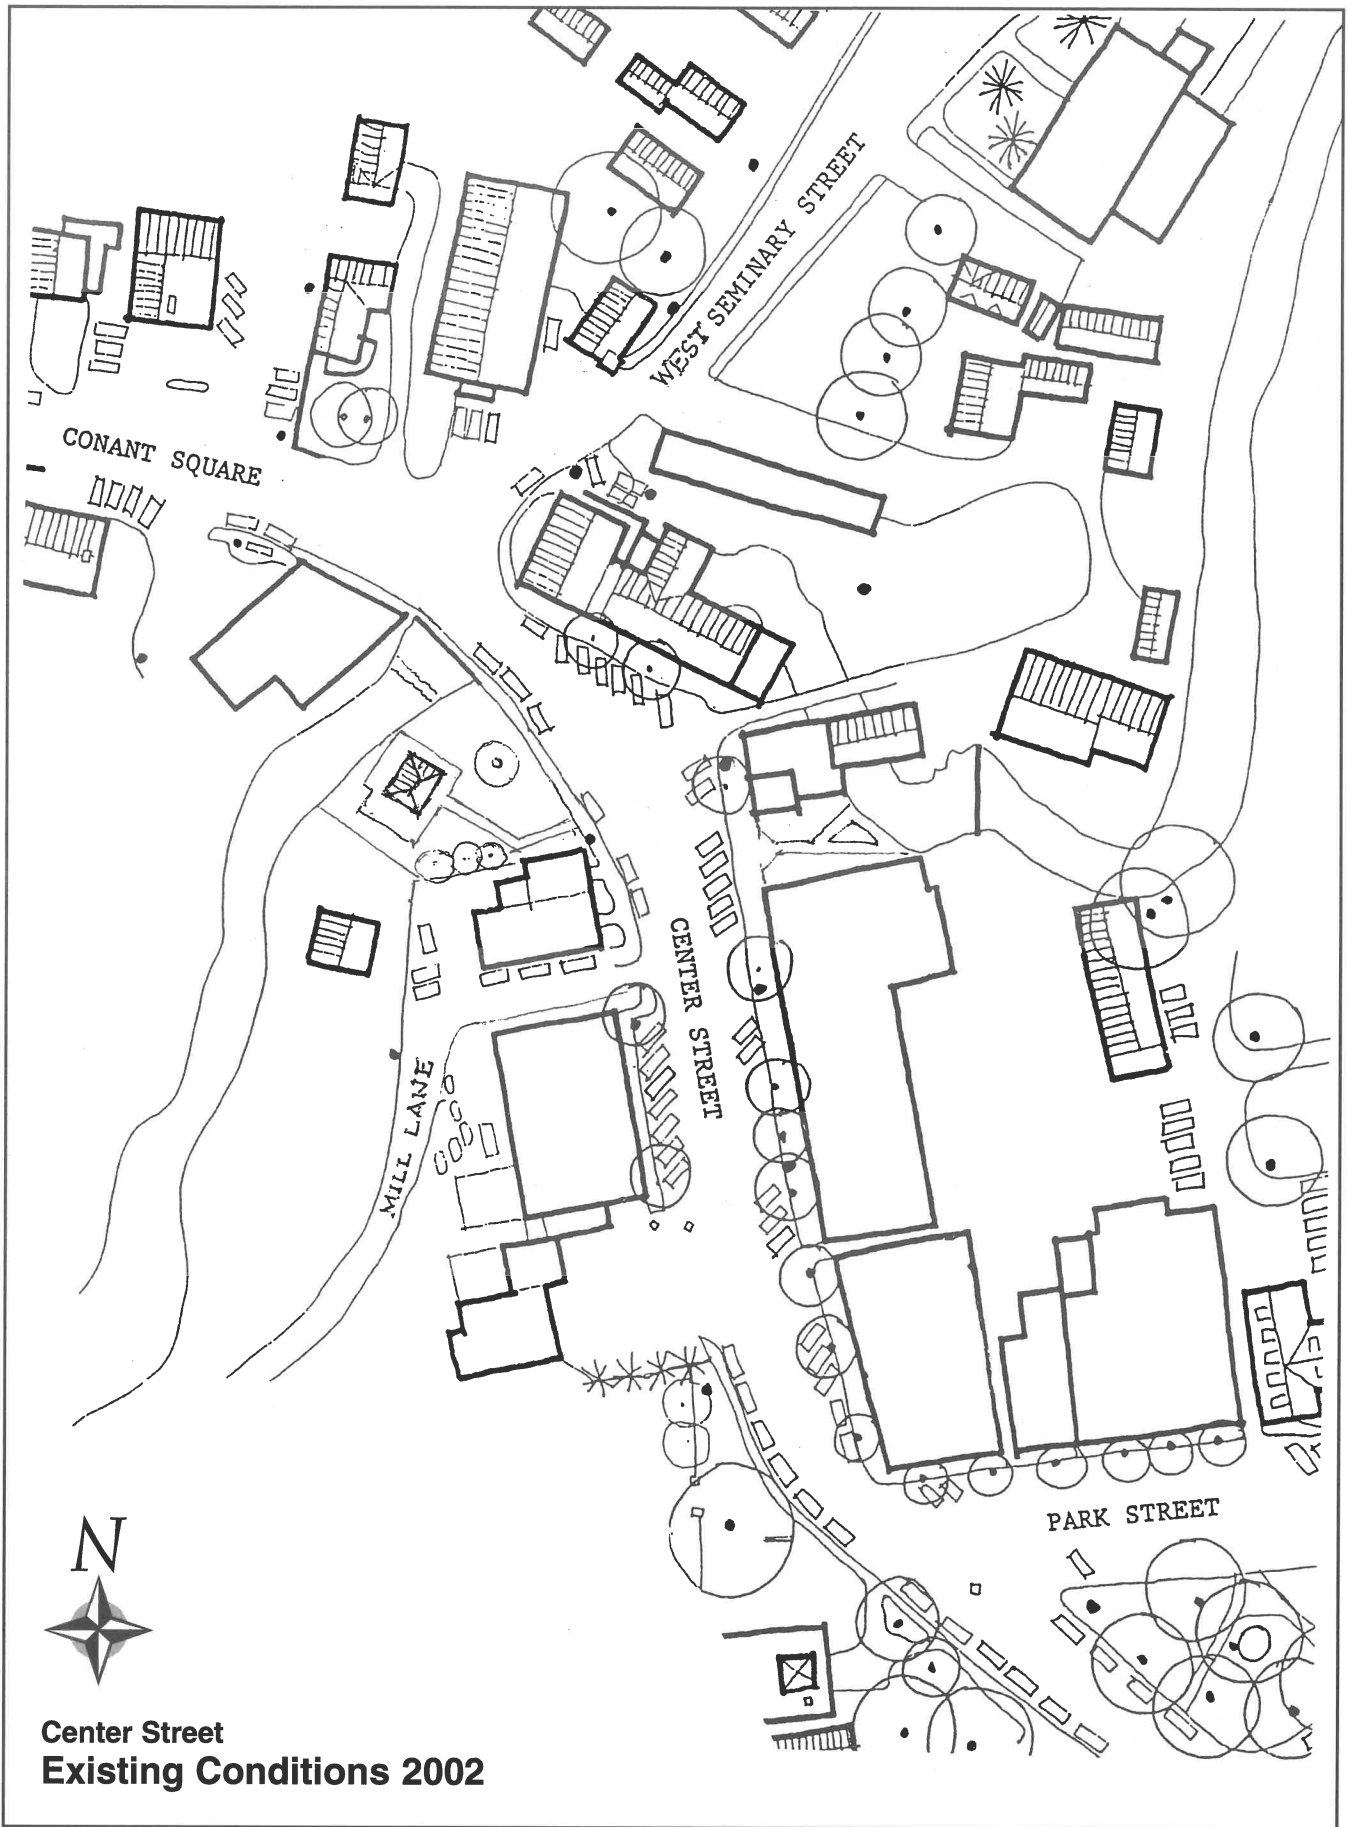 WEST SEMINARY STREET
CONANT SQUARE
CENTER STREET
MILL LANE
PARK STREET
N
Center Street
Existing Conditions 2002